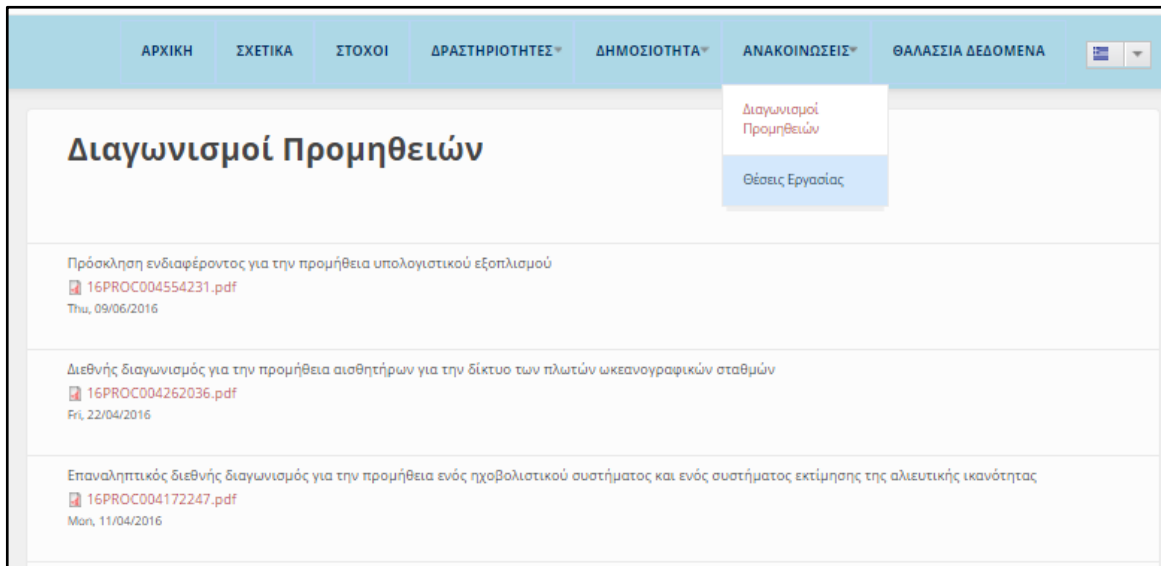 ΑΡΧΙΚΗ ΣΧΕΤΙΚΑ ΣΤΟΧΟΙ ΔΡΑΣΤΗΡΙΟΤΗΤΕΣ ΔΗΜΟΣΙΟΤΗΤΑ ΑΝΑΚΟΙΝΩΣΕΙΣ ΘΑΛΑΣΣΙΑ ΔΕΔΟΜΕΝΑ
Διαγωνισμοί
Προμηθειών
Θέσεις Εργασίας
Διαγωνισμοί Προμηθειών
Πρόσκληση ενδιαφέροντος για την προμήθεια υπολογιστικού εξοπλισμού
16PROC004554231.pdf
Thu, 09/06/2016
Διεθνής διαγωνισμός για την προμήθεια αισθητήρων για την δίκτυο των πλωτών ωκεανογραφικών σταθμών
16PROC004262036.pdf
Fri, 22/04/2016
Επαναληπτικός διεθνής διαγωνισμός για την προμήθεια ενός ηχοβολιστικού συστήματος και ενός συστήματος εκτίμησης της αλιευτικής ικανότητας
16PROC004172247.pdf
Mon, 11/04/2016